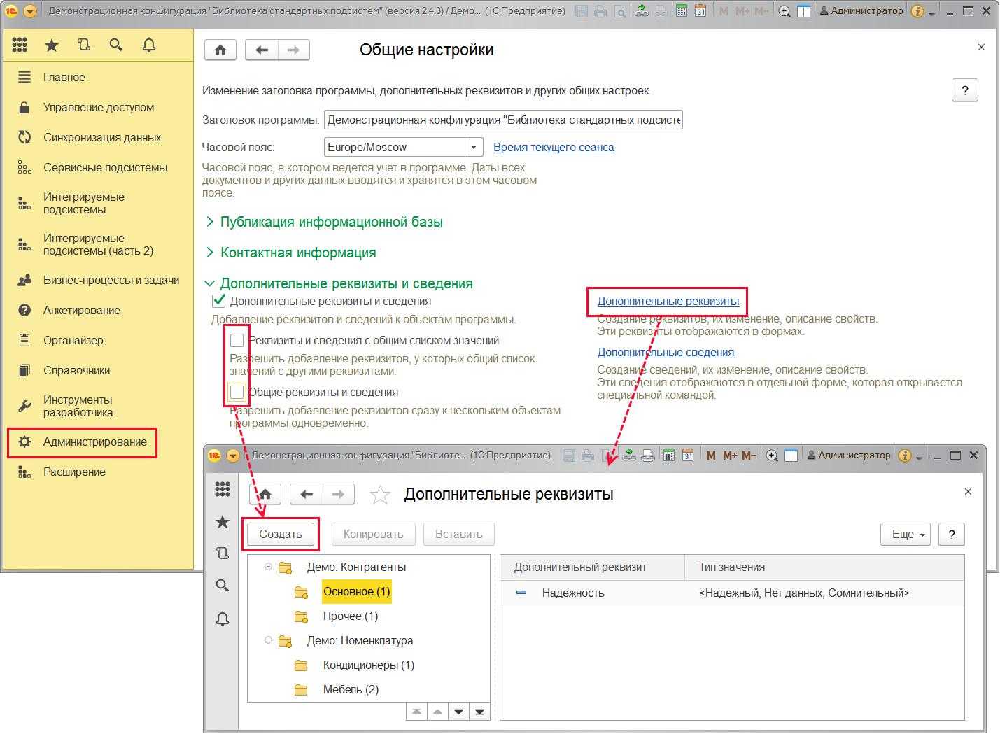 Демонстрационная конфигурация "Библиотека стандартных подсистем" (версия 2.4.3) / Демо... (1С:Предприятие)
31
M M+ M-
Администратор
Общие настройки
Главное
Управление доступом
Синхронизация данных
Сервисные подсистемы
Интегрируемые
подсистемы
Интегрируемые
подсистемы (часть 2)
Бизнес-процессы и задачи
Анкетирование
Органайзер
Справочники
Инструменты
разработчика
Администрирование
Расширение
Изменение заголовка программы, дополнительных реквизитов и других общих настроек.
?
Заголовок программы: Демонстрационная конфигурация "Библиотека стандартных подсисте
Часовой пояс: Europe/Moscow Время текущего сеанса
Часовой пояс, в котором ведется учет в программе. Даты всех
документов и других данных вводятся и хранятся в этом часовом
поясе.
Публикация информационной базы
Контактная информация
Дополнительные реквизиты и сведения
Дополнительные реквизиты и сведения
Добавление реквизитов и сведений к объектам программы.
Реквизиты и сведения с общим списком значений
Разрешить добавление реквизитов, у которых общий список
значений с другими реквизитами.
Общие реквизиты и сведения
Разрешить добавление реквизитов сразу к нескольким объектам
программы одновременно.
Дополнительные реквизиты
Создание реквизитов, их изменение, описание свойств.
Эти реквизиты отображаются в формах.
Дополнительные сведения
Создание сведений, их изменение, описание свойств.
Эти сведения отображаются в отдельной форме, которая открывается
специальной командой.
Демонстрационная конфигурация "Библиоте... (1С:Предприятие)
31
M M+ M-
Администратор
Дополнительные реквизиты
Создать Копировать Вставить Еще ?
Демо: Контрагенты
Основное (1)
Прочее (1)
Демо: Номенклатура
Кондиционеры (1)
Мебель (2)
Дополнительный реквизит Тип значения
Надежность <Надежный, Нет данных, Сомнительный>